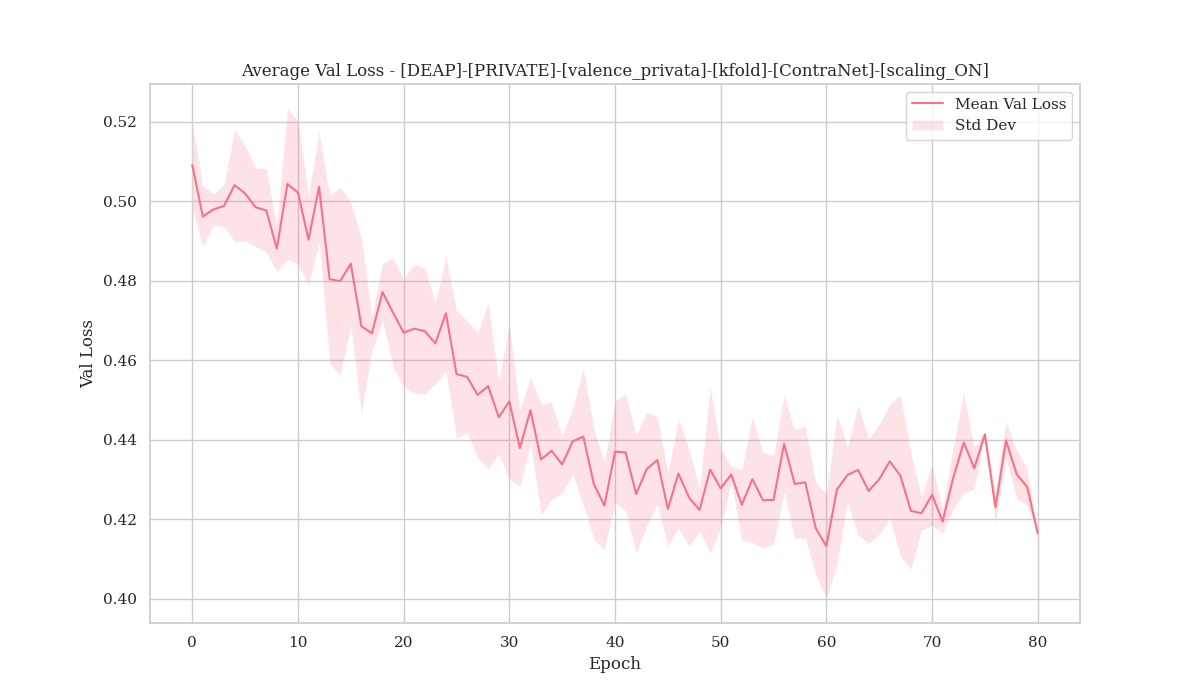 Average Val Loss - [DEAP]-[PRIVATE]-[valence_privata]-[kfold]-[ContraNet]-[scaling_ON]
Mean Val Loss
Std Dev
0.52
0.50
0.48
0.46
0.44
0.42
0.40
Val Loss
0 10 20 30 40 50 60 70 80
Epoch